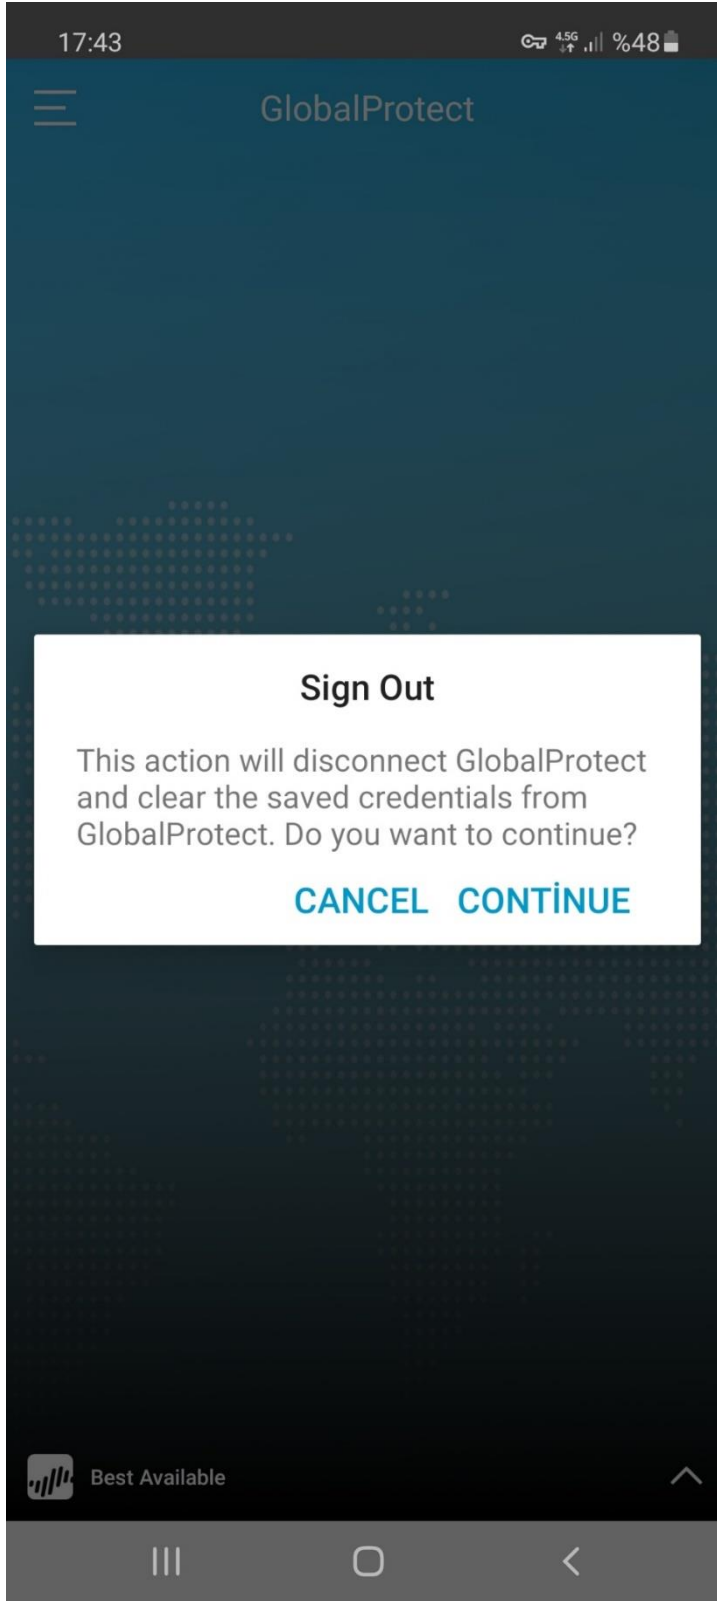 17:43
4.5G %48
GlobalProtect
Sign Out
This action will disconnect GlobalProtect
and clear the saved credentials from
GlobalProtect. Do you want to continue?
CANCEL CONTİNUE
Best Available